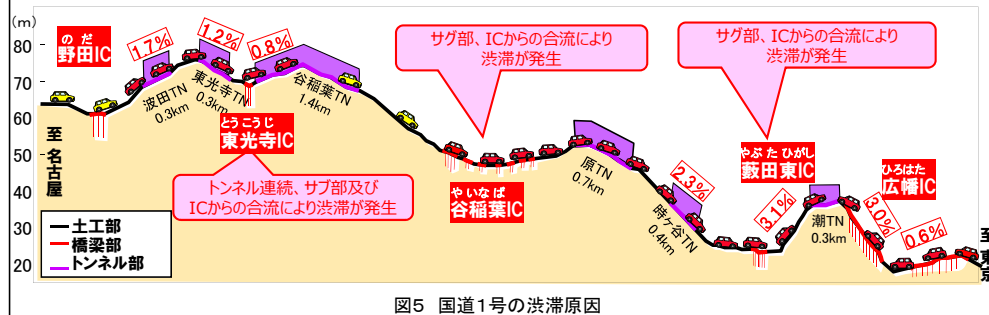 (m)
80
70
60
50
40
30
20
のだ
野田IC
1.7%
1.2%
0.8%
波田TN
0.3km
東光寺TN
0.3km
谷稲葉TN
1.4km
とうこうじ
東光寺IC
至 名古屋
トンネル連続、サブ部及び
ICからの合流により渋滞が発生
サグ部、ICからの合流により
渋滞が発生
やいなば
谷稲葉IC
原TN
0.7km
2.3%
時ヶ谷TN
0.4km
サグ部、ICからの合流により
渋滞が発生
やぶたひがし
薮田東IC
3.1%
潮TN
0.3km
ひろはた
広幡IC
3.0%
0.6%
至 東京
土工部
橋梁部
トンネル部
図5 国道1号の渋滞原因